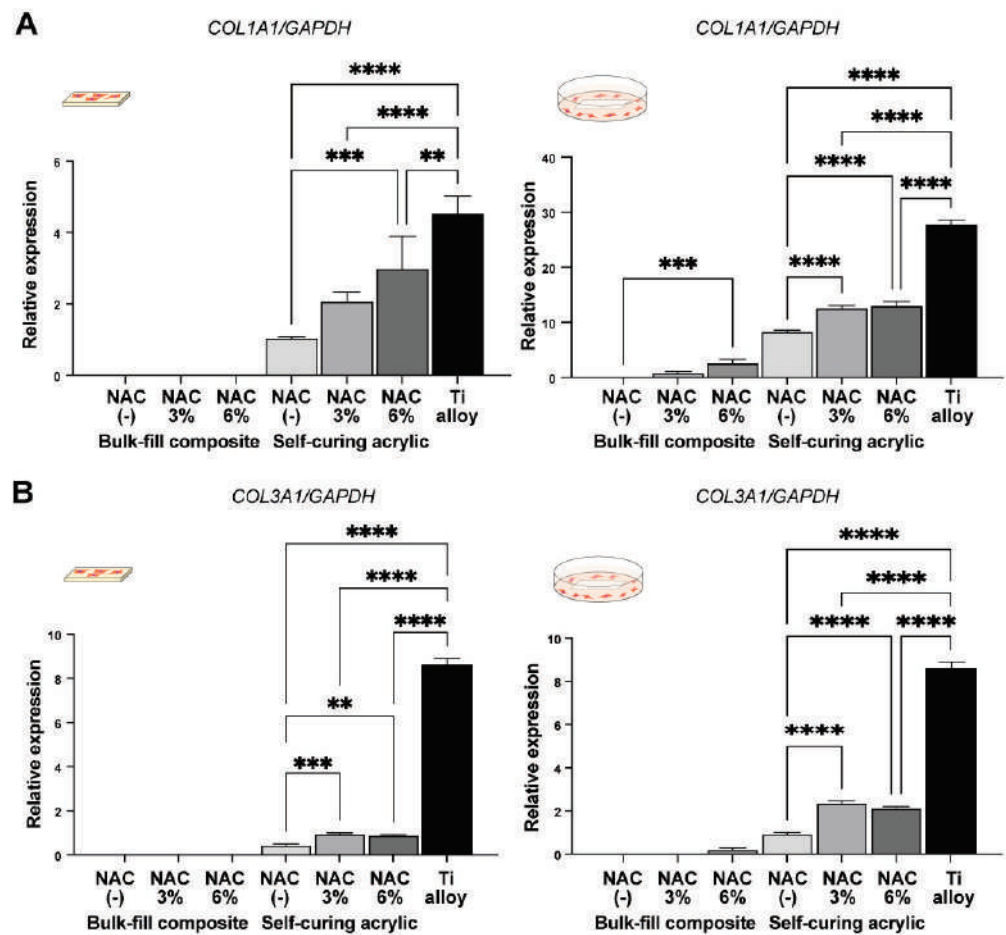 A
COL1A1/GAPDH
COL1A1/GAPDH
****
****
***
**
****
****
****
****
***
****
Relative expression
6
4
2
0
Relative expression
40
30
20
10
0
NAC NAC NAC NAC NAC NAC Ti
(-) 3% 6% (-) 3% 6% alloy
Bulk-fill composite Self-curing acrylic
NAC NAC NAC NAC NAC NAC Ti
(-) 3% 6% (-) 3% 6% alloy
Bulk-fill composite Self-curing acrylic
B
COL3A1/GAPDH
COL3A1/GAPDH
****
****
****
**
***
****
****
****
****
****
Relative expression
10
8
6
4
2
0
Relative expression
10
8
6
4
2
0
NAC NAC NAC NAC NAC NAC Ti
(-) 3% 6% (-) 3% 6% alloy
Bulk-fill composite Self-curing acrylic
NAC NAC NAC NAC NAC NAC Ti
(-) 3% 6% (-) 3% 6% alloy
Bulk-fill composite Self-curing acrylic